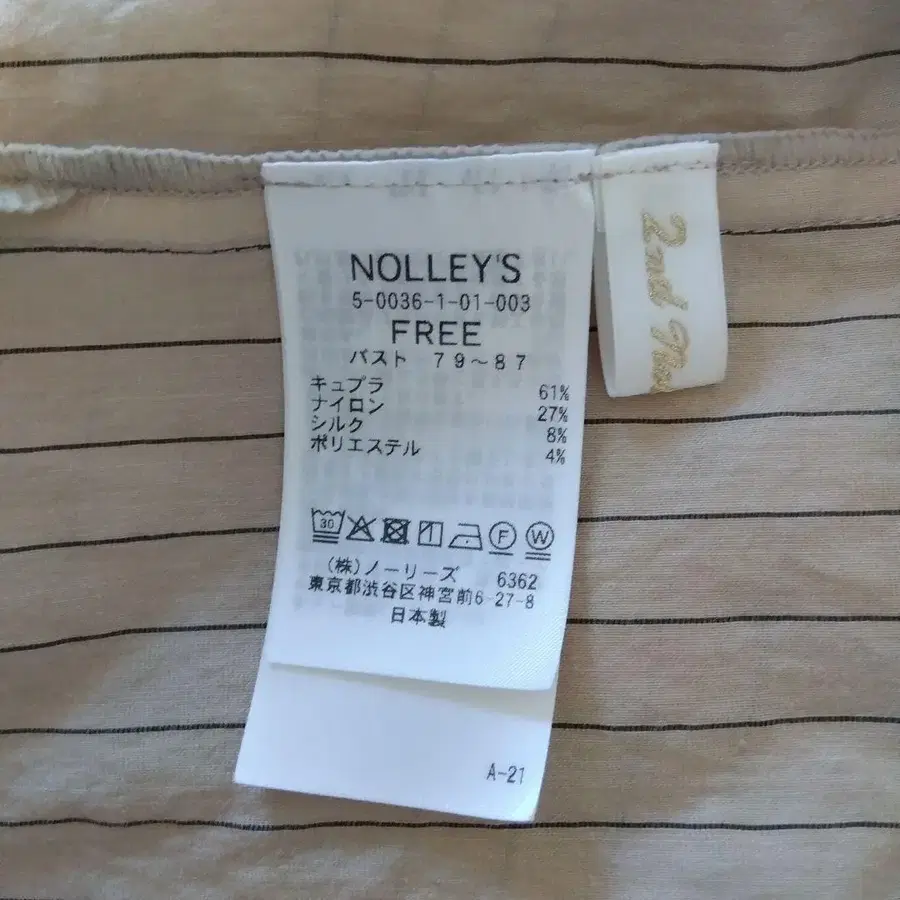 NOLLEY'S
5-0036-1-01-003
FREE
バスト 79～87
キュプラ 61%
ナイロン 27%
シルク 8%
ポリエステル 4%
30
F W
(株)ノーリーズ 6362
東京都渋谷区神宮前6-27-8
日本製
A-21
2nd